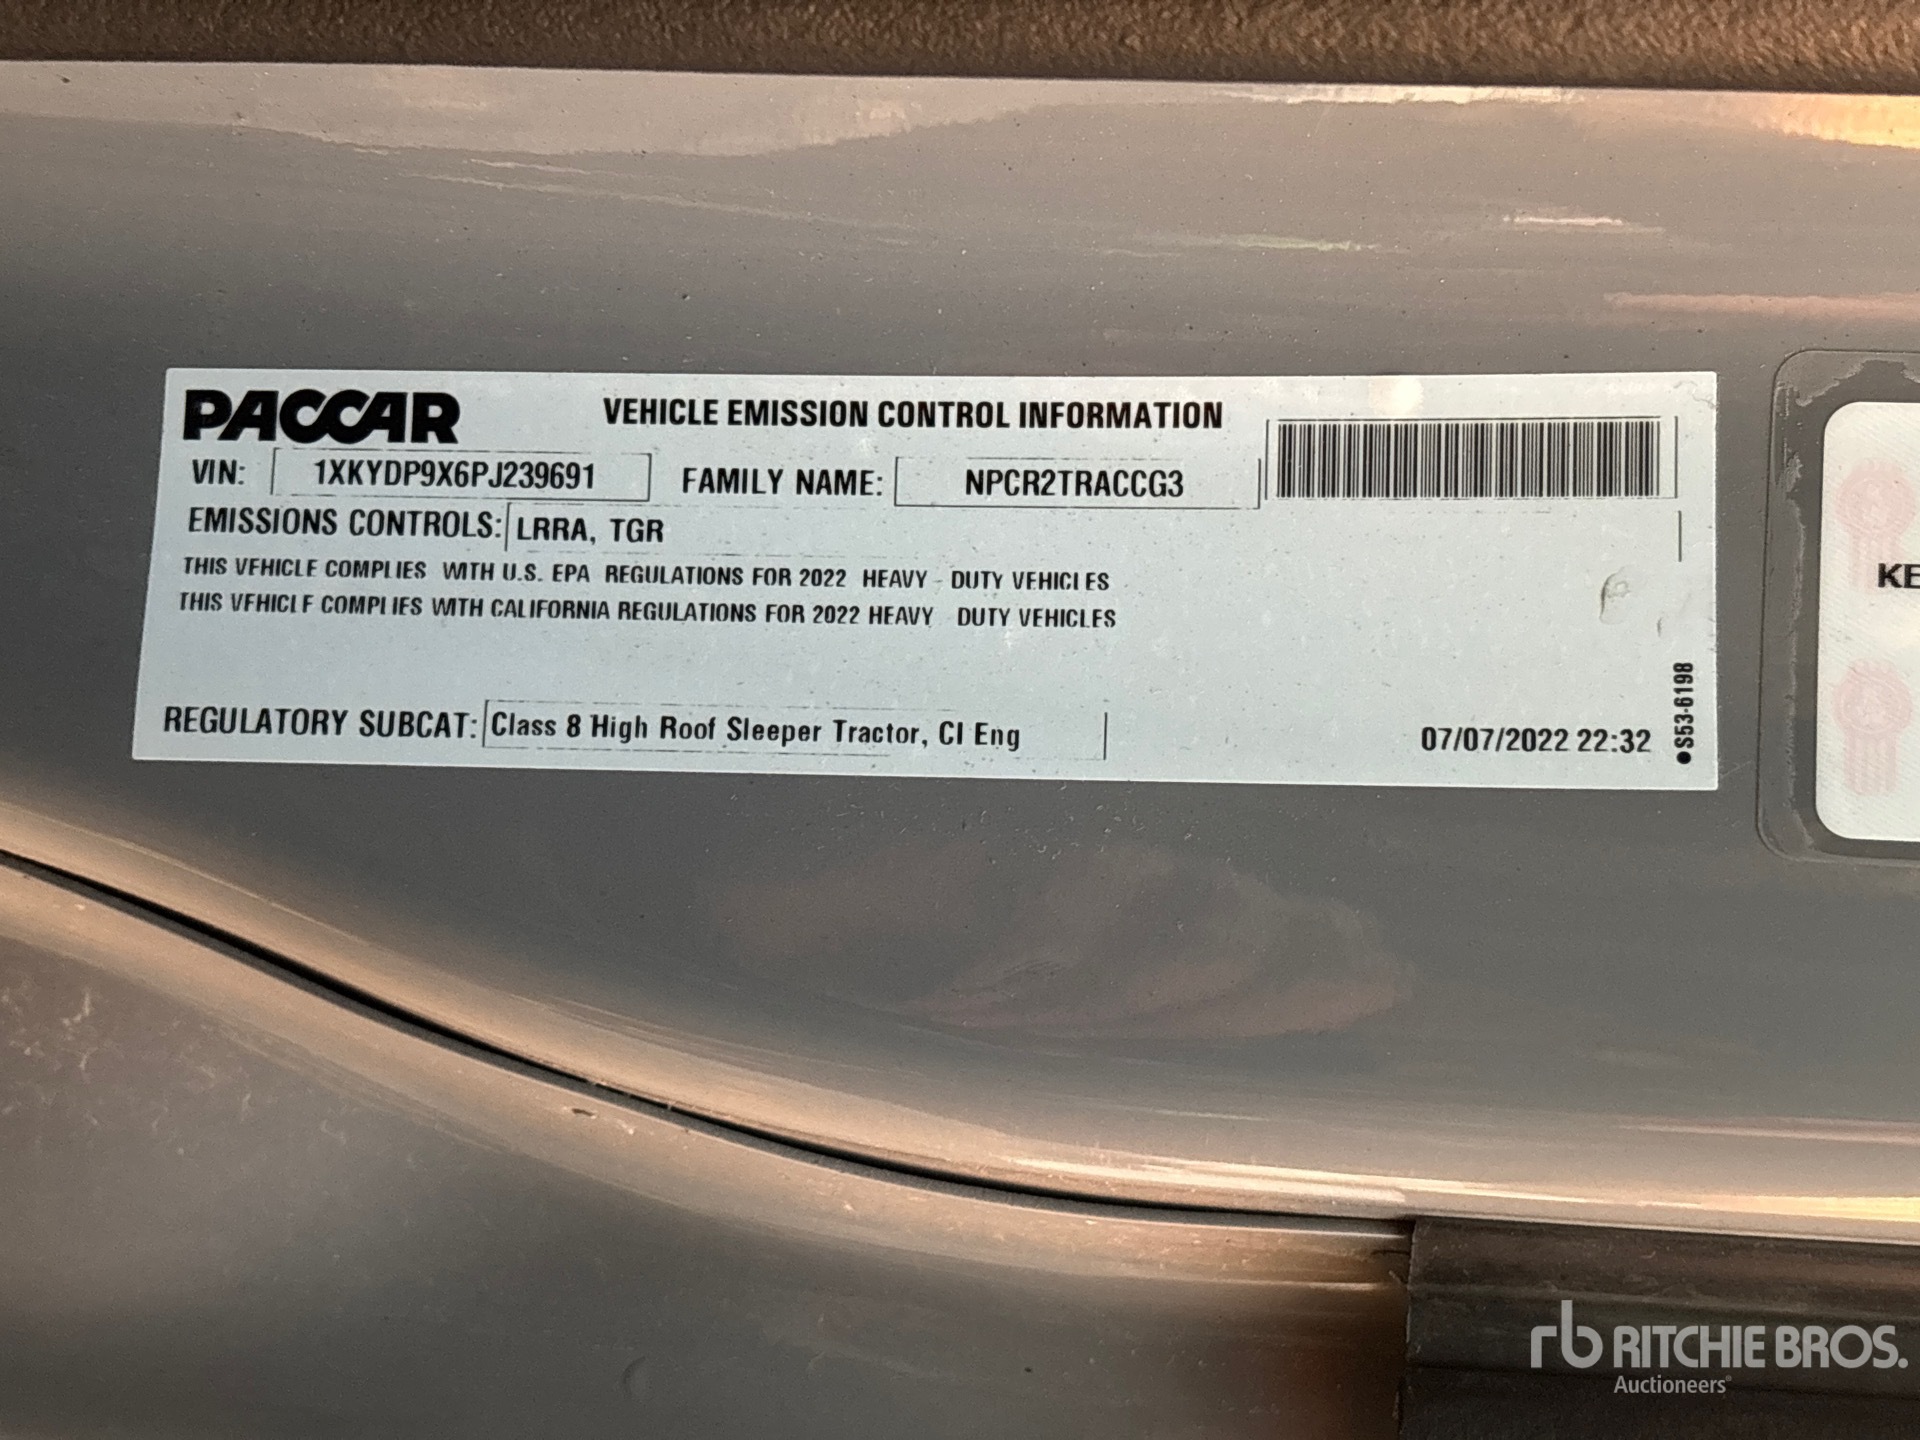 PACCAR VEHICLE EMISSION CONTROL INFORMATION
VIN: 1XKYDP9X6PJ239691 FAMILY NAME: NPCR2TRACCG3
EMISSIONS CONTROLS: LRRA, TGR
THIS VEHICLE COMPLIES WITH U.S. EPA REGULATIONS FOR 2022 HEAVY - DUTY VEHICLES
THIS VEHICLE COMPLIES WITH CALIFORNIA REGULATIONS FOR 2022 HEAVY DUTY VEHICLES
REGULATORY SUBCAT: Class 8 High Roof Sleeper Tractor, CI Eng 07/07/2022 22:32
●S53-6198
KE
rb RITCHIE BROS.
Auctioneers®